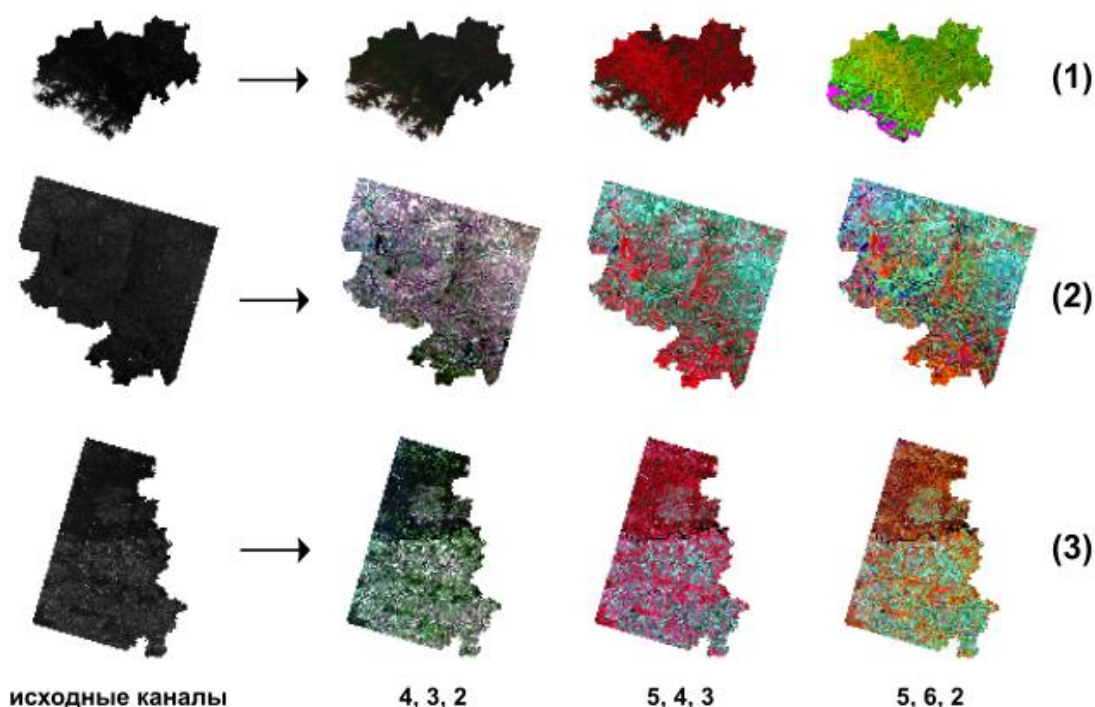 (1)
(2)
(3)
исходные каналы 4, 3, 2 5, 4, 3 5, 6, 2